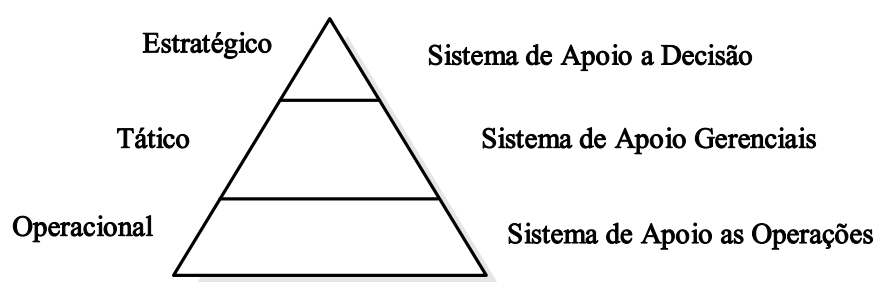 Estratégico
Sistema de Apoio a Decisão
Tático
Sistema de Apoio Gerenciais
Operacional
Sistema de Apoio as Operações